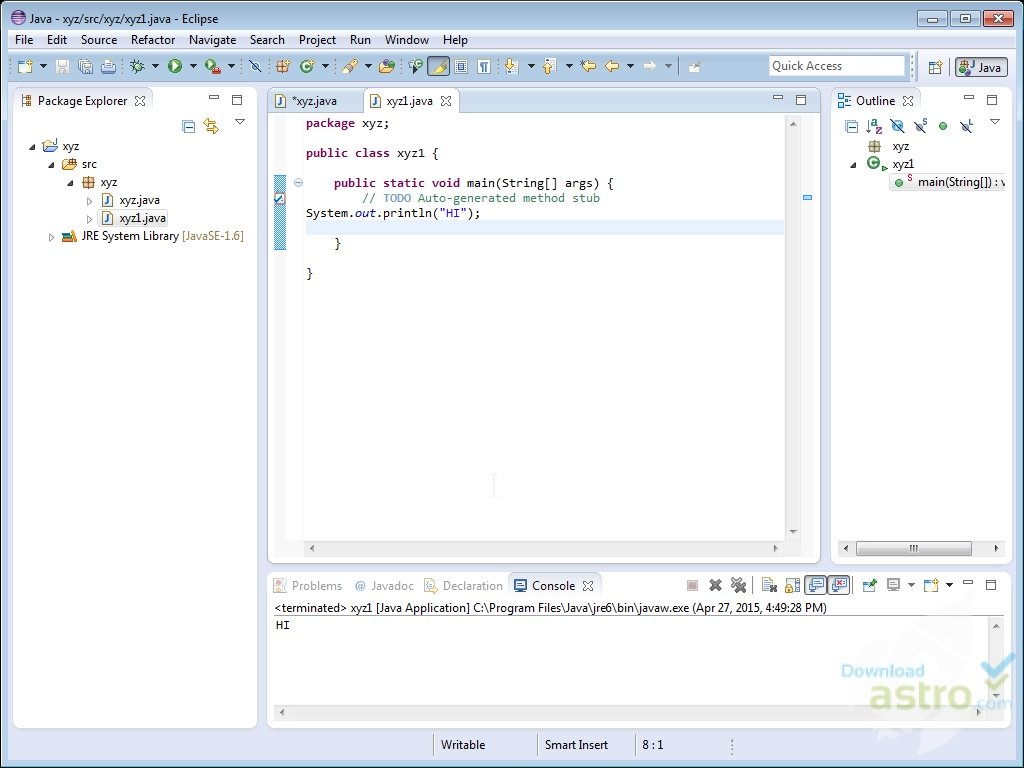 Java - xyz/src/xyz/xyz1.java - Eclipse
File Edit Source Refactor Navigate Search Project Run Window Help
Quick Access
Java
Package Explorer
xyz
src
xyz
xyz.java
xyz1.java
JRE System Library [JavaSE-1.6]
*xyz.java
xyz1.java
package xyz;
public class xyz1 {
public static void main(String[] args) {
// TODO Auto-generated method stub
System.out.println("HI");
}
}
Outline
xyz
xyz1
main(String[]) : v
Problems @ Javadoc Declaration Console
<terminated> xyz1 [Java Application] C:\Program Files\Java\jre6\bin\javaw.exe (Apr 27, 2015, 4:49:28 PM)
HI
Download
astro.com
Writable Smart Insert 8 : 1